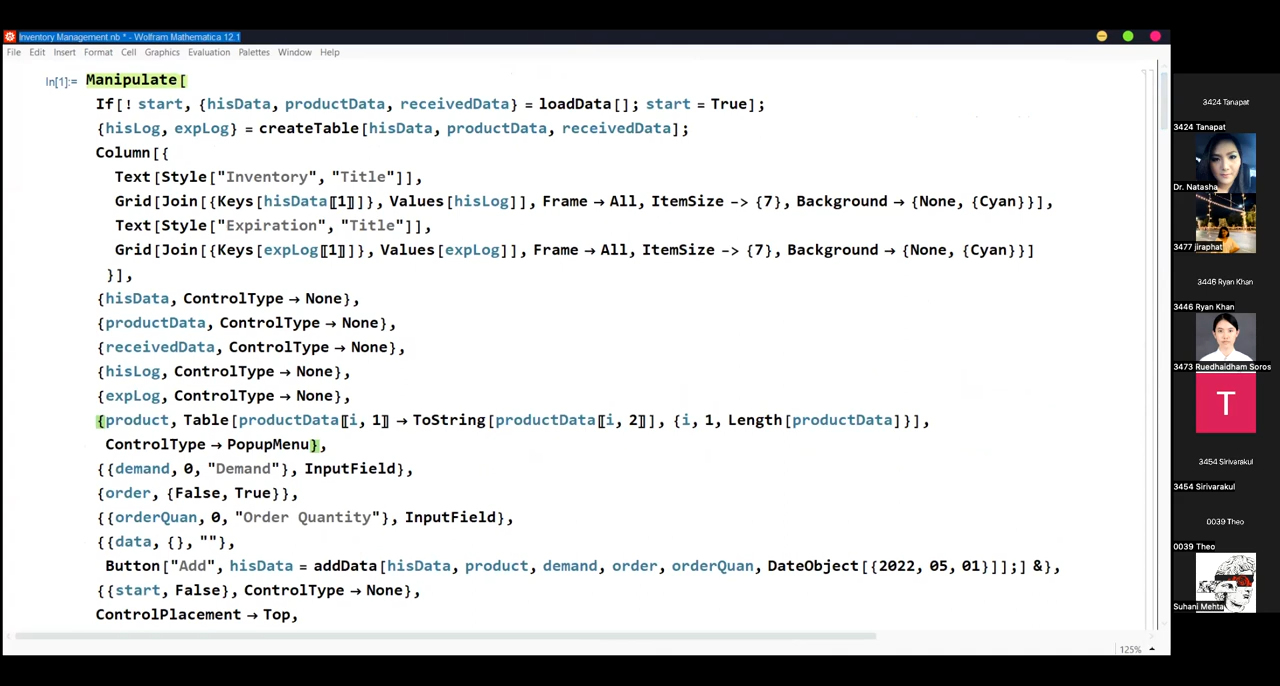 Inventory Management.nb * - Wolfram Mathematica 12.1
File Edit Insert Format Cell Graphics Evaluation Palettes Window Help
In[1]:= Manipulate[
If[! start, {hisData, productData, receivedData} = loadData[]; start = True];
{hisLog, expLog} = createTable[hisData, productData, receivedData];
Column[{
Text[Style["Inventory", "Title"]],
Grid[Join[{Keys[hisData〚1〛]}, Values[hisLog]], Frame → All, ItemSize -> {7}, Background → {None, {Cyan}}],
Text[Style["Expiration", "Title"]],
Grid[Join[{Keys[expLog〚1〛]}, Values[expLog]], Frame → All, ItemSize -> {7}, Background → {None, {Cyan}}]
}],
{hisData, ControlType → None},
{productData, ControlType → None},
{receivedData, ControlType → None},
{hisLog, ControlType → None},
{expLog, ControlType → None},
{product, Table[productData〚i, 1〛 → ToString[productData〚i, 2〛], {i, 1, Length[productData]}],
ControlType → PopupMenu},
{{demand, 0, "Demand"}, InputField},
{order, {False, True}},
{{orderQuan, 0, "Order Quantity"}, InputField},
{{data, {}, ""},
Button["Add", hisData = addData[hisData, product, demand, order, orderQuan, DateObject[{2022, 05, 01}]];] &},
{{start, False}, ControlType → None},
ControlPlacement → Top,
125%
3424 Tanapat
3424 Tanapat
Dr. Natasha
3477 jiraphat
3446 Ryan Khan
3446 Ryan Khan
3473 Ruedhaidham Soros
T
3454 Sirivarakul
3454 Sirivarakul
0039 Theo
0039 Theo
Suhani Mehta